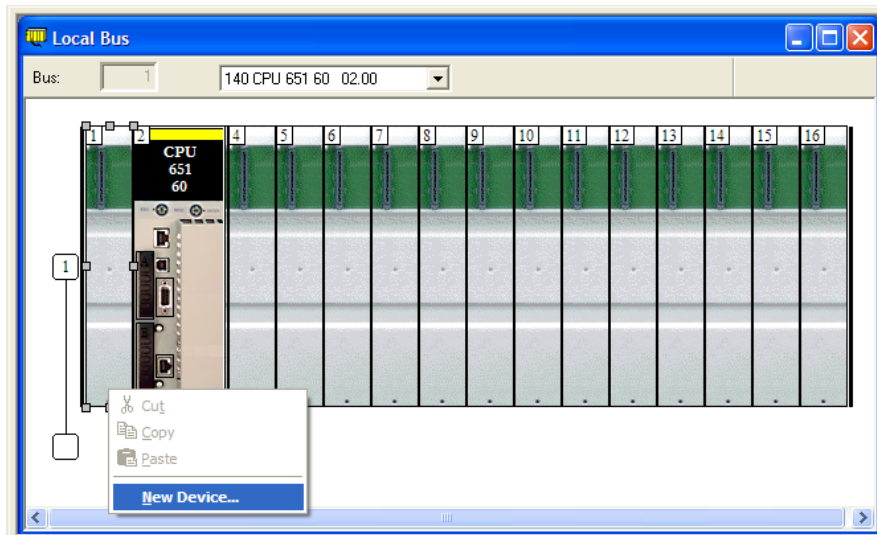 Local Bus
Bus: 1 140 CPU 651 60 02.00
1 2 4 5 6 7 8 9 10 11 12 13 14 15 16
CPU
651
60
1
Cut
Copy
Paste
New Device...